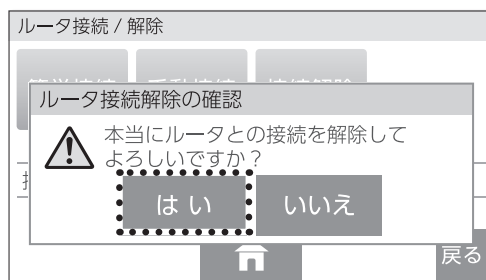 ルータ接続 / 解除
ルータ接続解除の確認
本当にルータとの接続を解除して
よろしいですか？
はい
いいえ
戻る